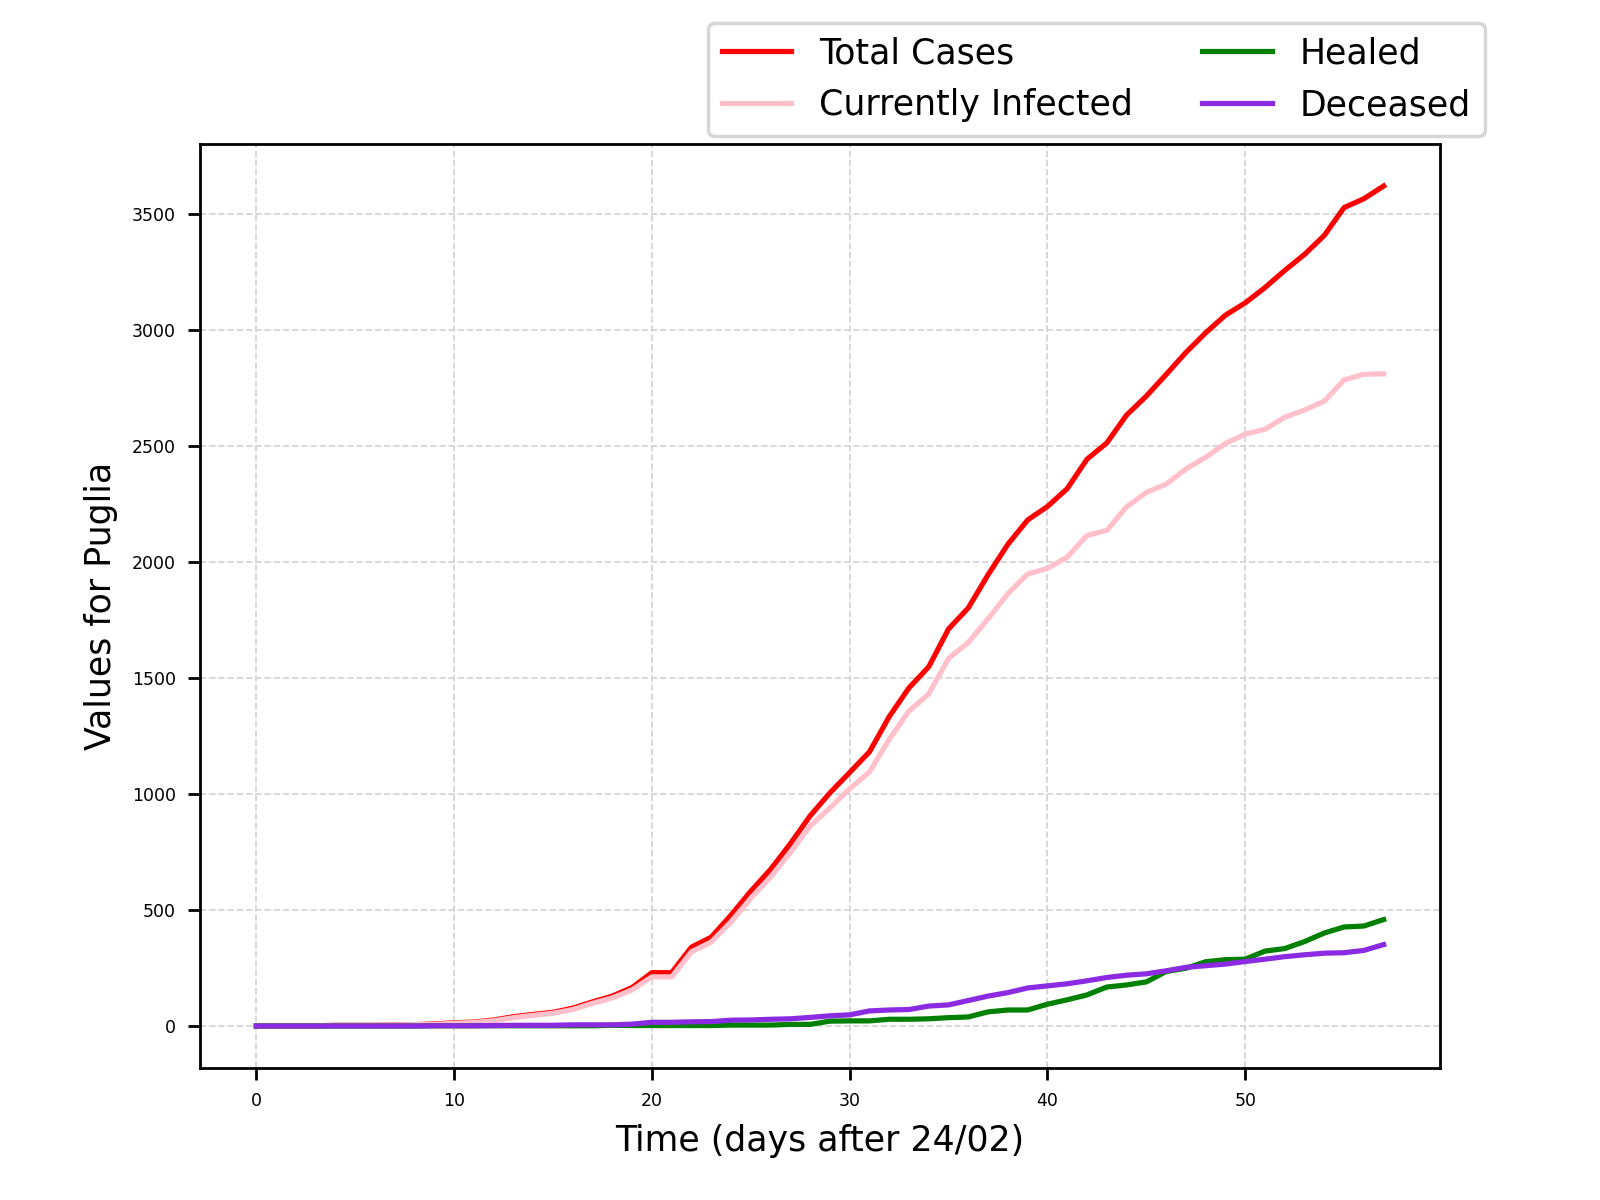 Total Cases
Currently Infected
Healed
Deceased
3500
3000
2500
2000
1500
1000
500
0
Values for Puglia
0 10 20 30 40 50
Time (days after 24/02)